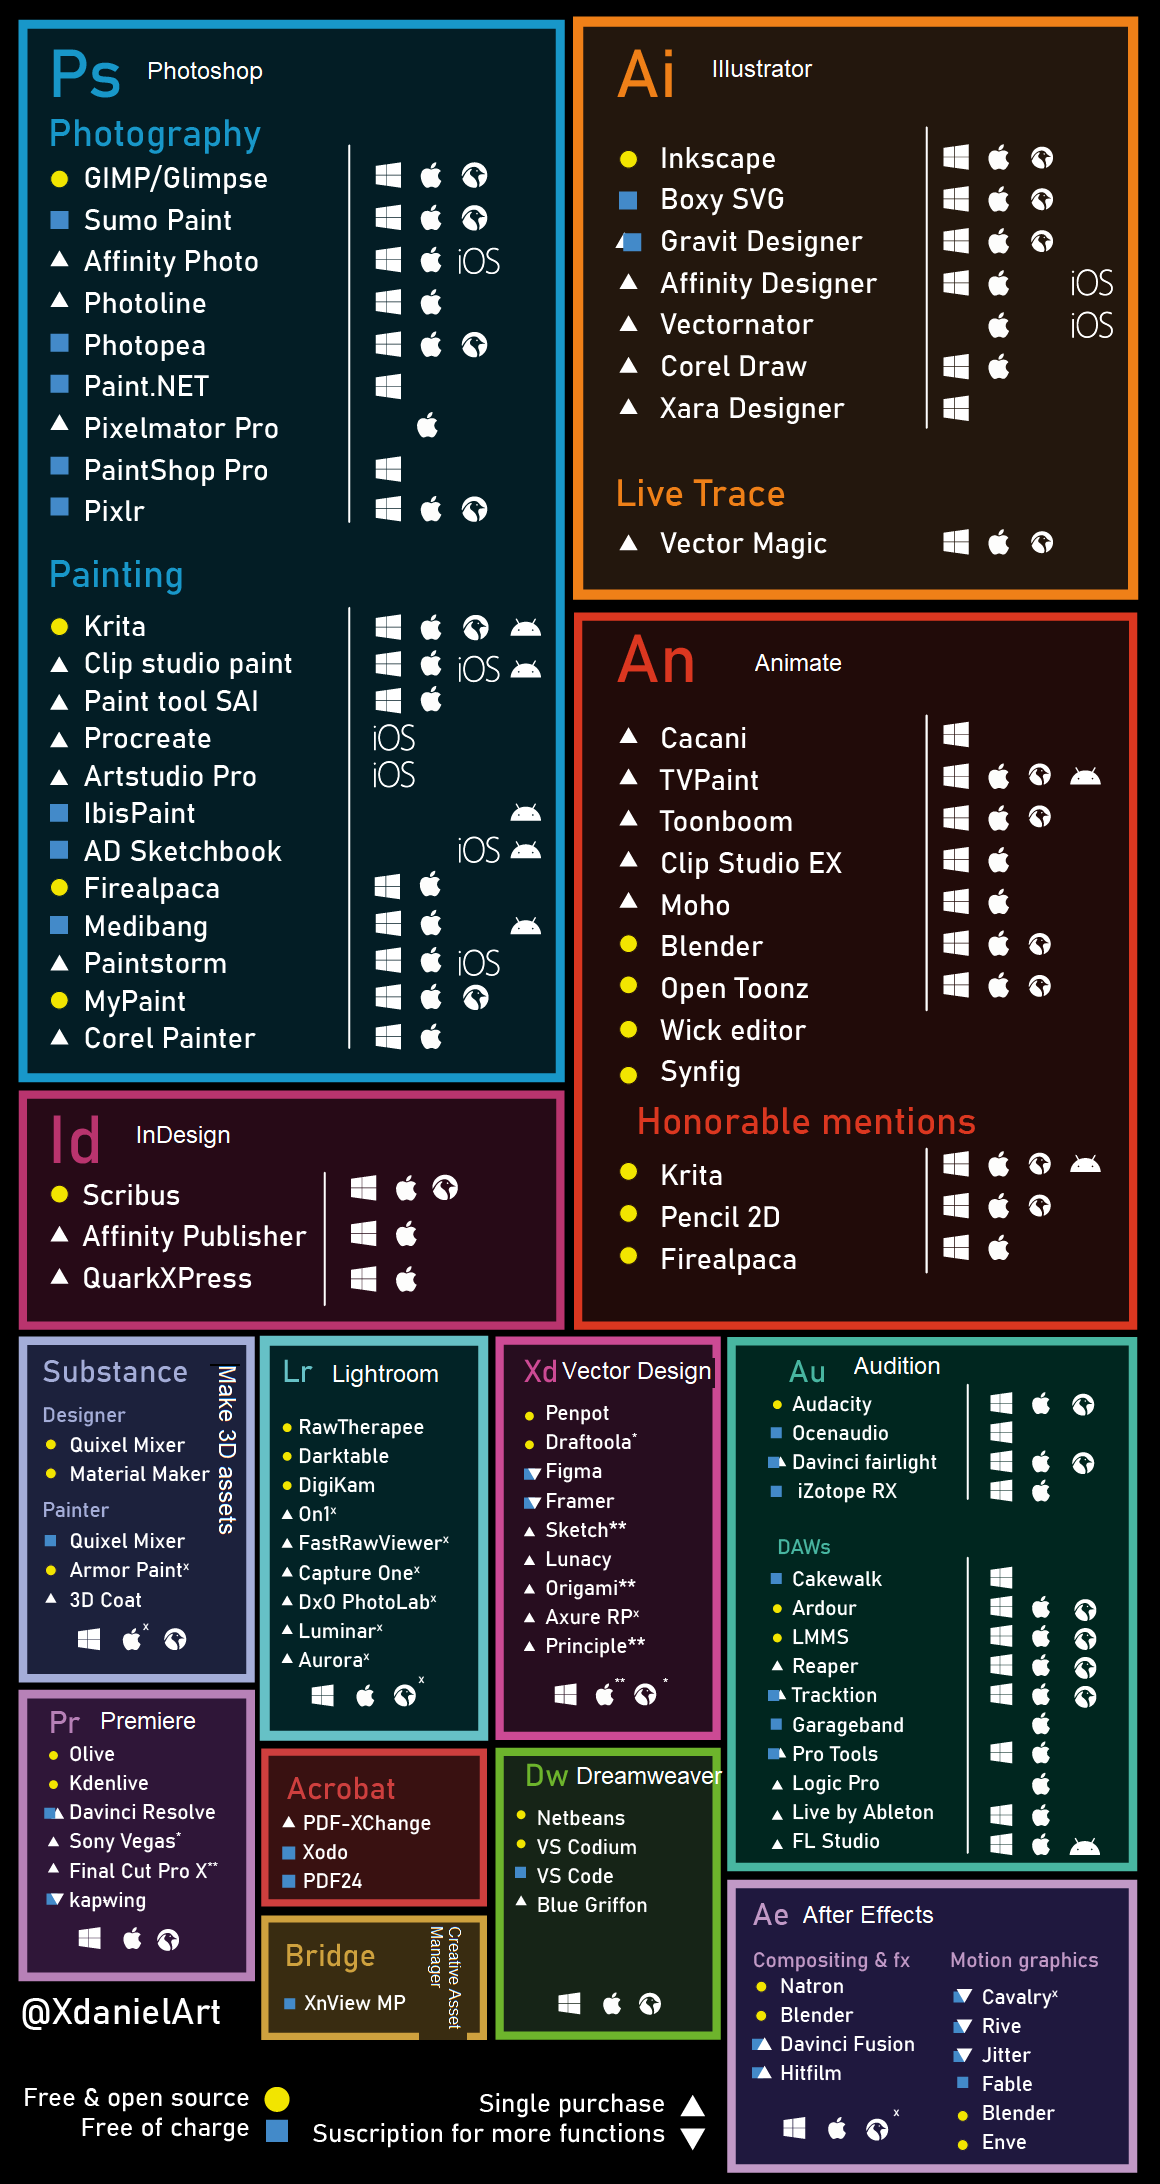 Ps Photoshop
Photography
GIMP/Glimpse
Sumo Paint
Affinity Photo iOS
Photoline
Photopea
Paint.NET
Pixelmator Pro
PaintShop Pro
Pixlr
Painting
Krita
Clip studio paint iOS
Paint tool SAI
Procreate iOS
Artstudio Pro iOS
IbisPaint
AD Sketchbook iOS
Firealpaca
Medibang
Paintstorm iOS
MyPaint
Corel Painter
Ai Illustrator
Inkscape
Boxy SVG
Gravit Designer
Affinity Designer iOS
Vectornator iOS
Corel Draw
Xara Designer
Live Trace
Vector Magic
An Animate
Cacani
TVPaint
Toonboom
Clip Studio EX
Moho
Blender
Open Toonz
Wick editor
Synfig
Honorable mentions
Krita
Pencil 2D
Firealpaca
Id InDesign
Scribus
Affinity Publisher
QuarkXPress
Substance
Make 3D assets
Designer
Quixel Mixer
Material Maker
Painter
Quixel Mixer
Armor Paintx
3D Coat
x
Lr Lightroom
RawTherapee
Darktable
DigiKam
On1x
FastRawViewerx
Capture Onex
DxO PhotoLabx
Luminarx
Aurorax
x
Xd Vector Design
Penpot
Draftoola*
Figma
Framer
Sketch**
Lunacy
Origami**
Axure RPx
Principle**
** *
Au Audition
Audacity
Ocenaudio
Davinci fairlight
iZotope RX
DAWs
Cakewalk
Ardour
LMMS
Reaper
Tracktion
Garageband
Pro Tools
Logic Pro
Live by Ableton
FL Studio
Pr Premiere
Olive
Kdenlive
Davinci Resolve
Sony Vegas*
Final Cut Pro X**
kapwing
Acrobat
PDF-XChange
Xodo
PDF24
Bridge
Creative Asset
Manager
XnView MP
Dw Dreamweaver
Netbeans
VS Codium
VS Code
Blue Griffon
Ae After Effects
Compositing & fx
Natron
Blender
Davinci Fusion
Hitfilm
x
Motion graphics
Cavalryx
Rive
Jitter
Fable
Blender
Enve
@XdanielArt
Free & open source
Free of charge
Single purchase
Suscription for more functions